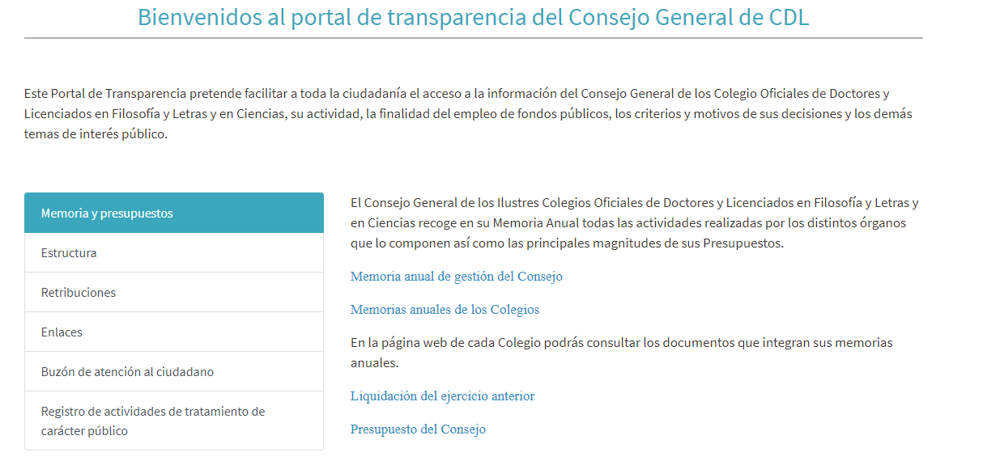 Bienvenidos al portal de transparencia del Consejo General de CDL
Este Portal de Transparencia pretende facilitar a toda la ciudadanía el acceso a la información del Consejo General de los Colegio Oficiales de Doctores y
Licenciados en Filosofía y Letras y en Ciencias, su actividad, la finalidad del empleo de fondos públicos, los criterios y motivos de sus decisiones y los demás
temas de interés público.
Memoria y presupuestos
Estructura
Retribuciones
Enlaces
Buzón de atención al ciudadano
Registro de actividades de tratamiento de
carácter público
El Consejo General de los Ilustres Colegios Oficiales de Doctores y Licenciados en Filosofía y Letras y
en Ciencias recoge en su Memoria Anual todas las actividades realizadas por los distintos órganos
que lo componen así como las principales magnitudes de sus Presupuestos.
Memoria anual de gestión del Consejo
Memorias anuales de los Colegios
En la página web de cada Colegio podrás consultar los documentos que integran sus memorias
anuales.
Liquidación del ejercicio anterior
Presupuesto del Consejo